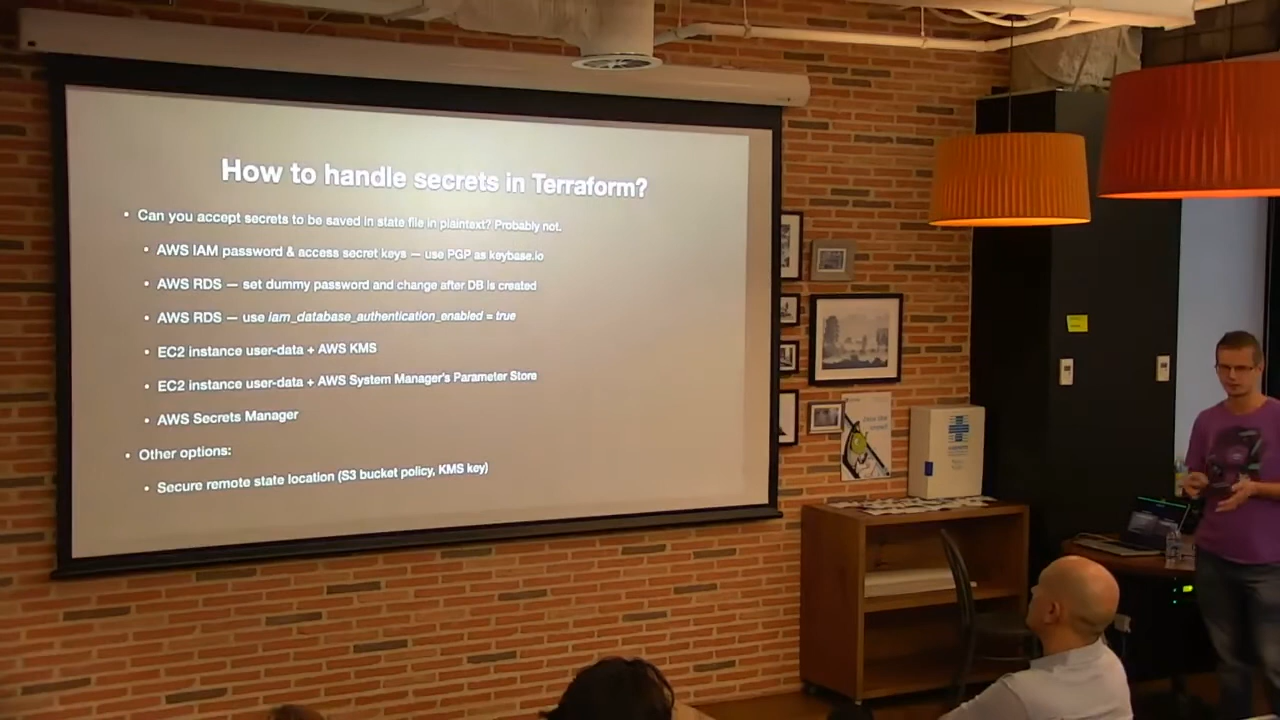 How to handle secrets in Terraform?
• Can you accept secrets to be saved in state file in plaintext? Probably not.
• AWS IAM password & access secret keys — use PGP as keybase.io
• AWS RDS — set dummy password and change after DB is created
• AWS RDS — use iam_database_authentication_enabled = true
• EC2 instance user-data + AWS KMS
• EC2 instance user-data + AWS System Manager's Parameter Store
• AWS Secrets Manager
• Other options:
• Secure remote state location (S3 bucket policy, KMS key)